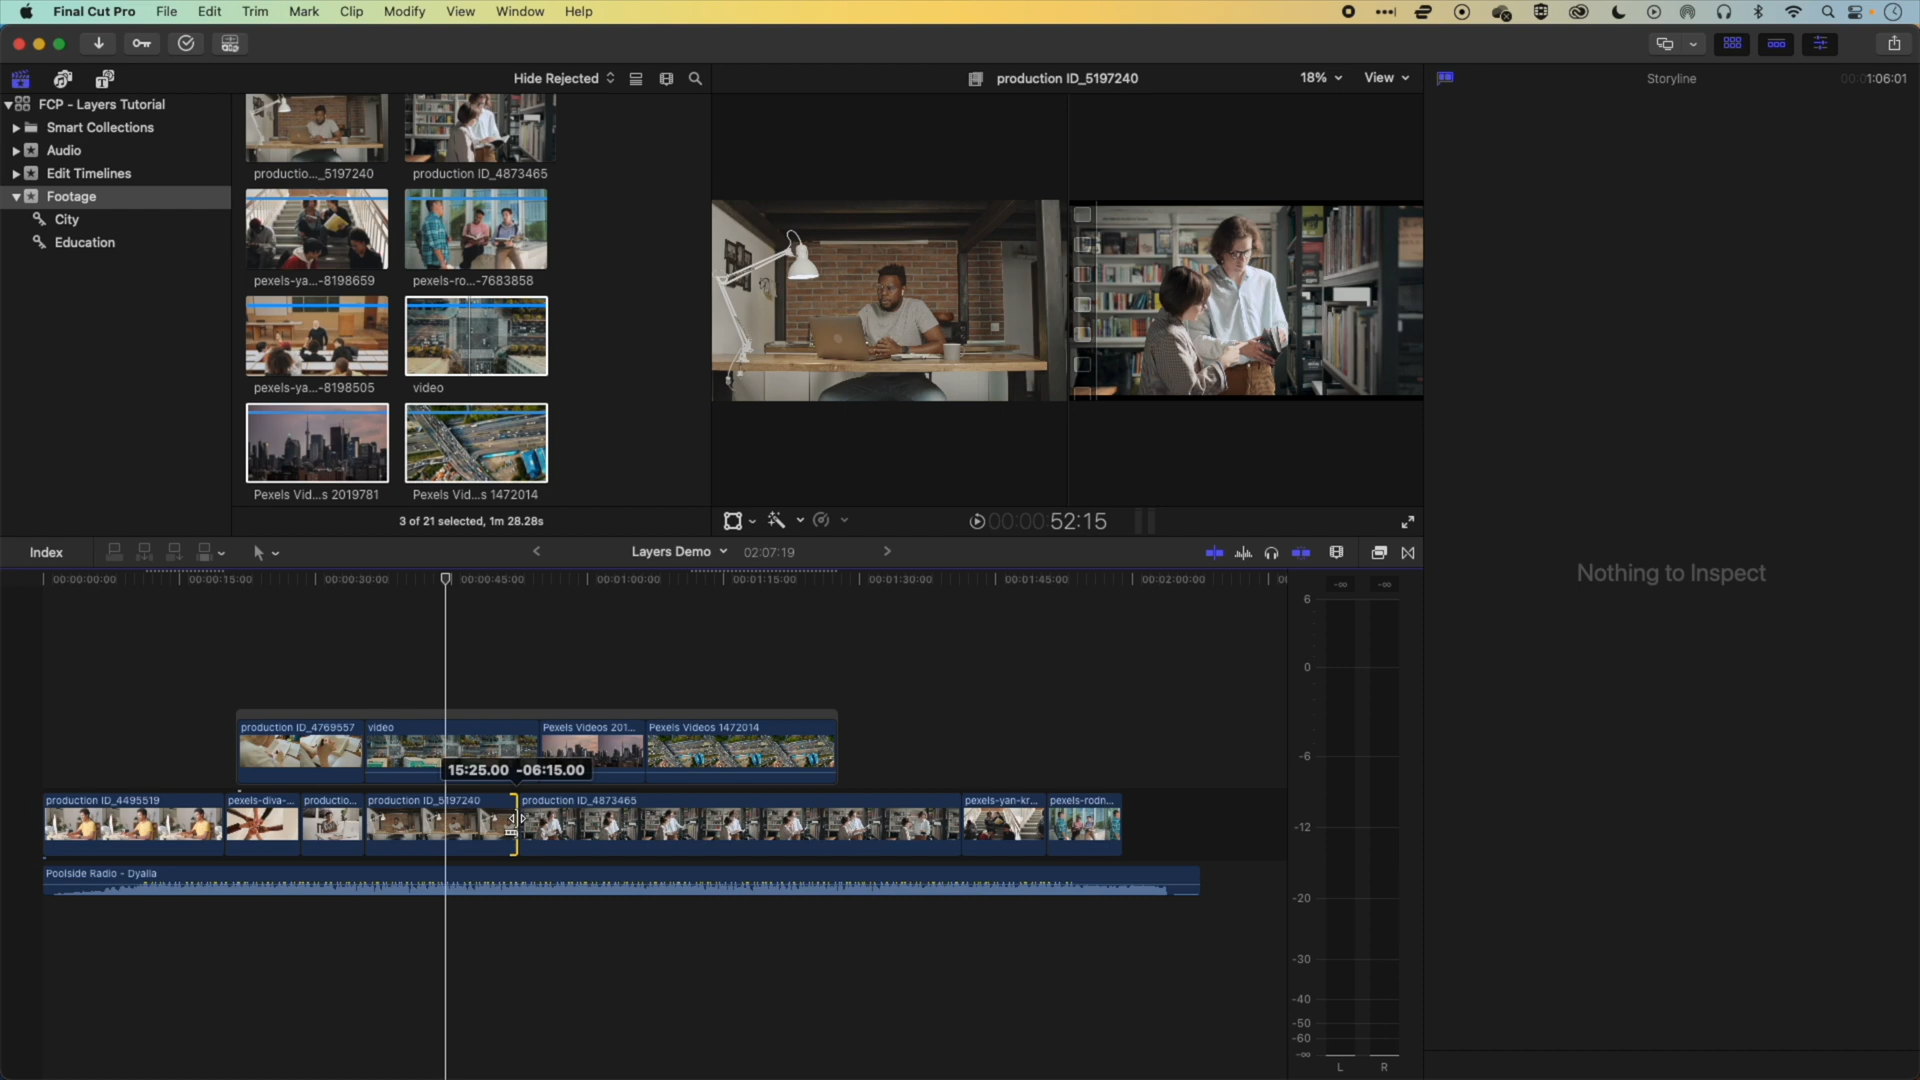 Final Cut Pro File Edit Trim Mark Clip Modify View Window Help
Hide Rejected
production ID_5197240
18%
View
Storyline
00:01:06:01
FCP - Layers Tutorial
Smart Collections
Audio
Edit Timelines
Footage
City
Education
productio..._5197240
production ID_4873465
pexels-ya...-8198659
pexels-ro...-7683858
pexels-ya...-8198505
video
Pexels Vid...s 2019781
Pexels Vid...s 1472014
3 of 21 selected, 1m 28.28s
00:00:52:15
Index
Layers Demo
02:07:19
00:00:00:00
00:00:15:00
00:00:30:00
00:00:45:00
00:01:00:00
00:01:15:00
00:01:30:00
00:01:45:00
00:02:00:00
Nothing to Inspect
production ID_4769557
video
Pexels Videos 201...
Pexels Videos 1472014
15:25.00 -06:15.00
production ID_4495519
pexels-diva-...
productio...
production ID_5197240
production ID_4873465
pexels-yan-kr...
pexels-rodn...
Poolside Radio - Dyalla
-∞
-∞
6
0
-6
-12
-20
-30
-40
-50
-60
-∞
L
R